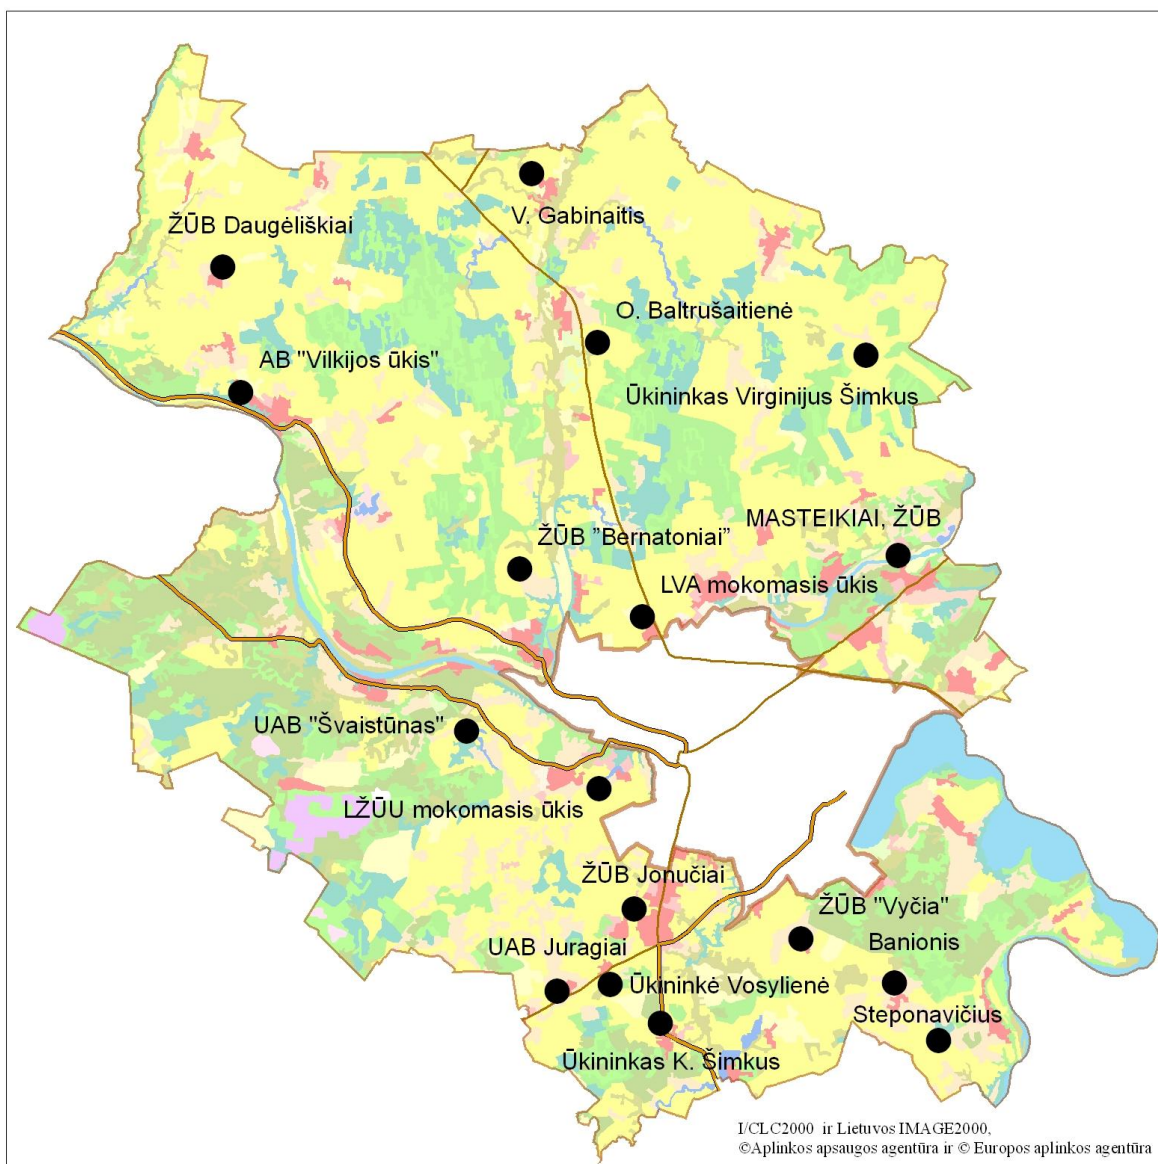 V. Gabinaitis
ŽŪB Daugėliškiai
O. Baltrušaitienė
AB "Vilkijos ūkis"
Ūkininkas Virginijus Šimkus
MASTEIKIAI, ŽŪB
ŽŪB ”Bernatoniai”
LVA mokomasis ūkis
UAB "Švaistūnas"
LŽŪU mokomasis ūkis
ŽŪB Jonučiai
ŽŪB "Vyčia"
Banionis
UAB Juragiai
Ūkininkė Vosylienė
Steponavičius
Ūkininkas K. Šimkus
I/CLC2000 ir Lietuvos IMAGE2000,
©Aplinkos apsaugos agentūra ir © Europos aplinkos agentūra